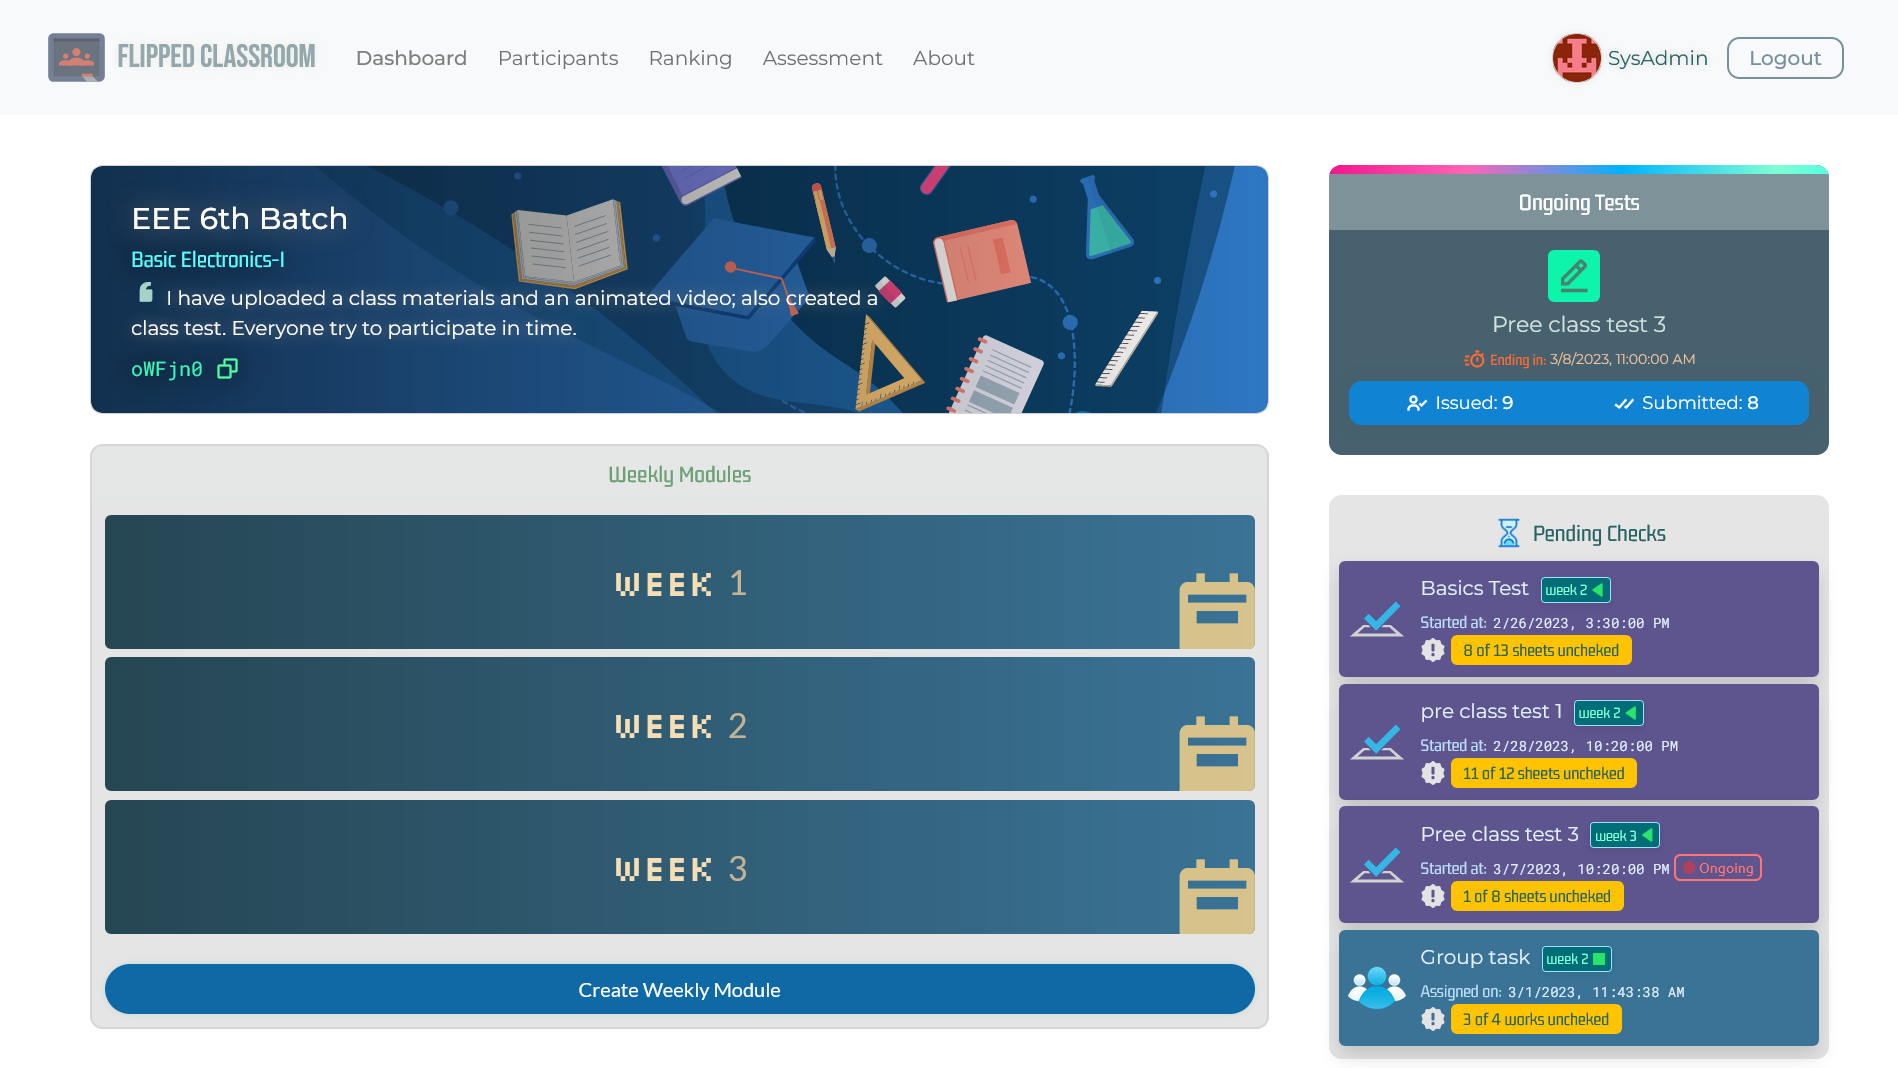 FLIPPED CLASSROOM
Dashboard
Participants
Ranking
Assessment
About
SysAdmin
Logout
EEE 6th Batch
Basic Electronics-I
I have uploaded a class materials and an animated video; also created a
class test. Everyone try to participate in time.
oWFjn0
Weekly Modules
WEEK 1
WEEK 2
WEEK 3
Create Weekly Module
Ongoing Tests
Pree class test 3
Ending in: 3/8/2023, 11:00:00 AM
Issued: 9
Submitted: 8
Pending Checks
Basics Test week 2
Started at: 2/26/2023, 3:30:00 PM
8 of 13 sheets uncheked
pre class test 1 week 2
Started at: 2/28/2023, 10:20:00 PM
11 of 12 sheets uncheked
Pree class test 3 week 3
Started at: 3/7/2023, 10:20:00 PM Ongoing
1 of 8 sheets uncheked
Group task week 2
Assigned on: 3/1/2023, 11:43:38 AM
3 of 4 works uncheked